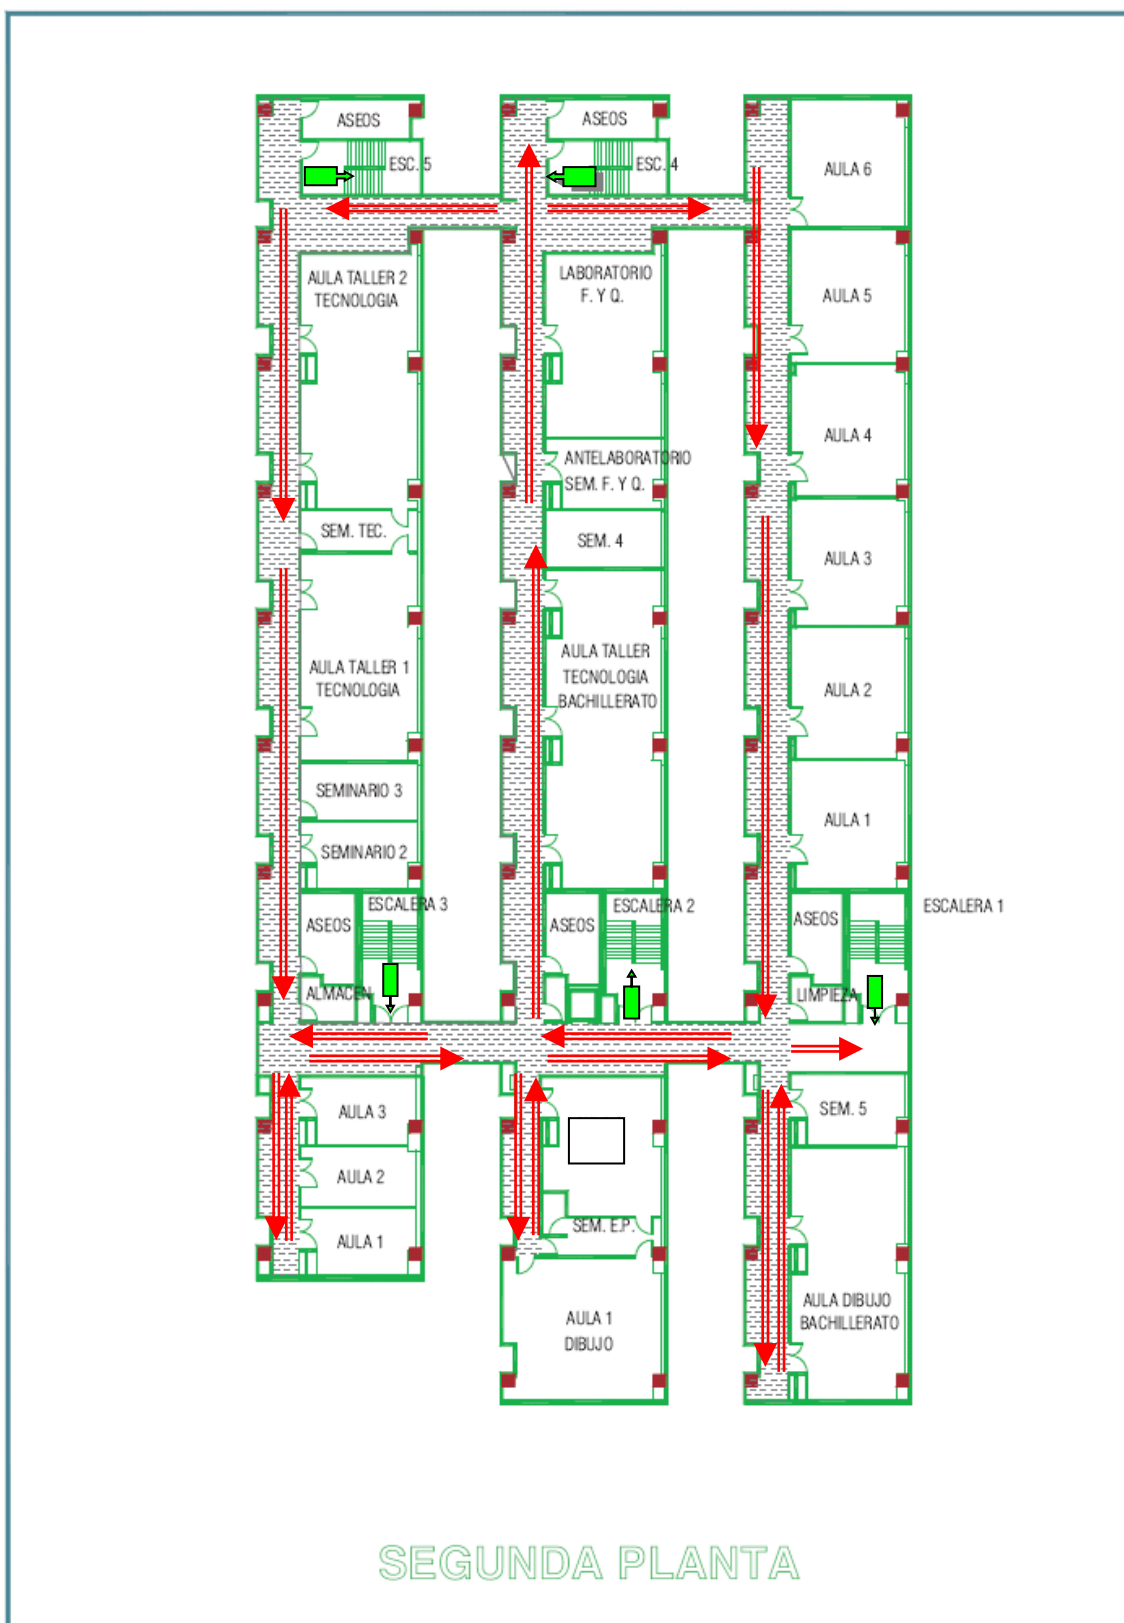 ASEOS
ASEOS
ESC. 5
ESC. 4
AULA 6
AULA TALLER 2
TECNOLOGIA
LABORATORIO
F. Y Q.
AULA 5
AULA 4
ANTELABORATORIO
SEM. F. Y Q.
SEM. TEC.
SEM. 4
AULA 3
AULA TALLER 1
TECNOLOGIA
AULA TALLER
TECNOLOGIA
BACHILLERATO
AULA 2
SEMINARIO 3
AULA 1
SEMINARIO 2
ESCALERA 3
ESCALERA 2
ESCALERA 1
ASEOS
ASEOS
ASEOS
ALMACEN
LIMPIEZA
AULA 3
SEM. 5
AULA 2
SEM. E.P.
AULA 1
AULA 1
DIBUJO
AULA DIBUJO
BACHILLERATO
SEGUNDA PLANTA